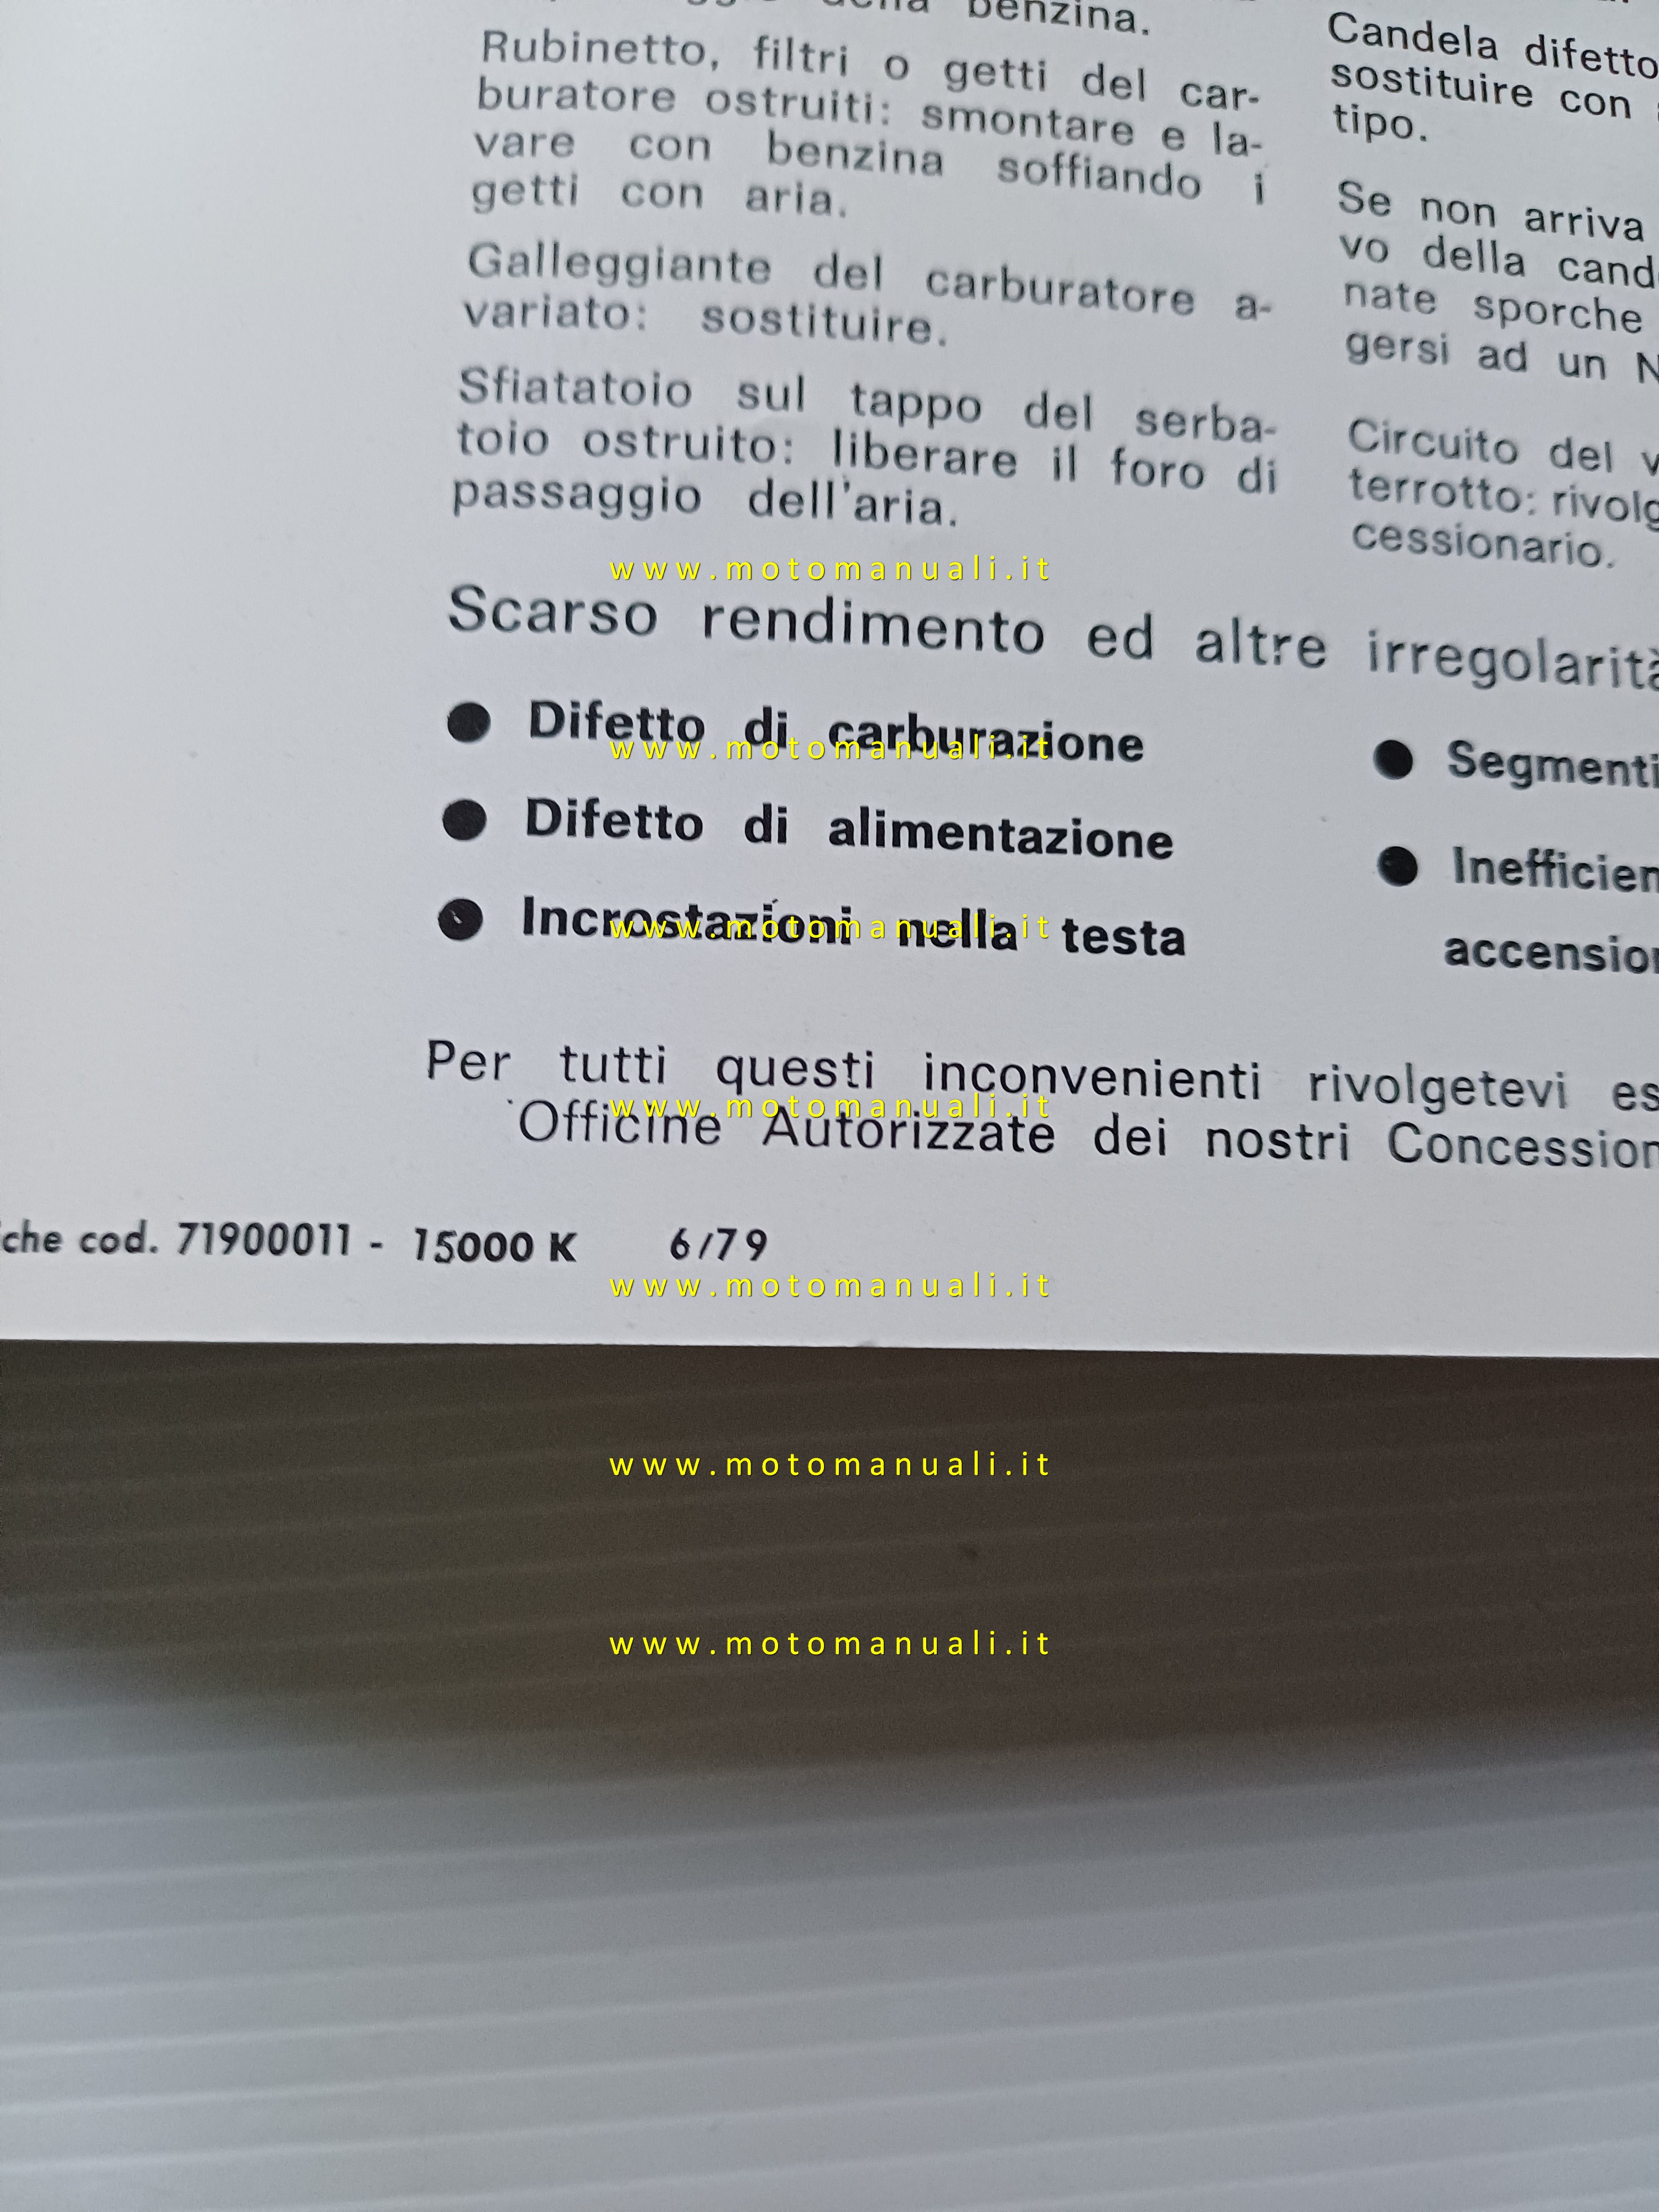 benzina.
Rubinetto, filtri o getti del car-
buratore ostruiti: smontare e la-
vare con benzina soffiando i
getti con aria.
Galleggiante del carburatore a-
variato: sostituire.
Sfiatatoio sul tappo del serba-
toio ostruito: liberare il foro di
passaggio dell'aria.
Candela difetto
sostituire con
tipo.
Se non arriva
vo della cand
nate sporche
gersi ad un N
Circuito del v
terrotto: rivolg
cessionario.
www.motomanuali.it
Scarso rendimento ed altre irregolarità
● Difetto di carburazione
www.motomanuali.it
● Difetto di alimentazione
● Incrostazioni nella testa
www.motomanuali.it
● Segmenti
● Inefficien
accension
Per tutti questi inconvenienti rivolgetevi es
www.motomanuali.it
Officine Autorizzate dei nostri Concession
che cod. 71900011 - 15000 K 6/79
www.motomanuali.it
www.motomanuali.it
www.motomanuali.it